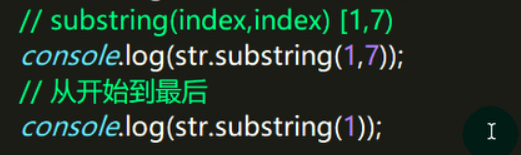 // substring(index,index) [1,7)
console.log(str.substring(1,7));
// 从开始到最后
console.log(str.substring(1));